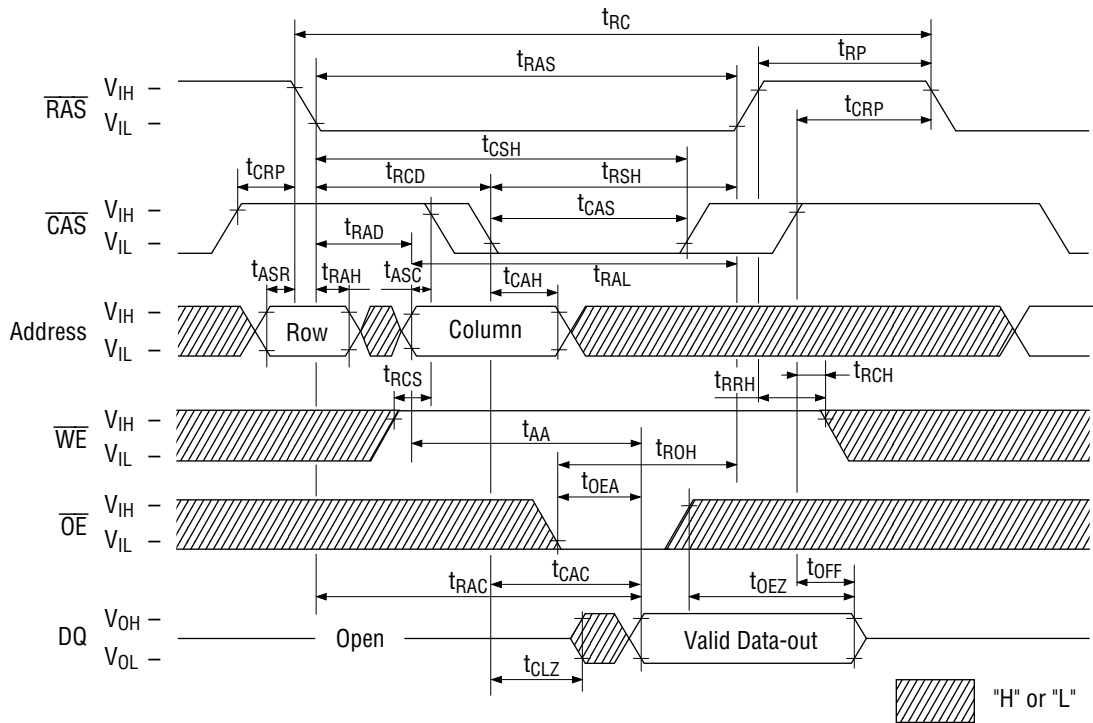 tRC
tRAS
tRP
RAS
VIH –
VIL –
tCRP
tCSH
tCRP
tRCD
tRSH
CAS
VIH –
VIL –
tCAS
tRAD
tRAL
tASR
tRAH
tASC
tCAH
Address
VIH –
VIL –
Row
Column
tRCS
tRRH
tRCH
WE
VIH –
VIL –
tAA
tROH
tOEA
OE
VIH –
VIL –
tCAC
tOFF
tRAC
tOEZ
DQ
VOH –
VOL –
Open
Valid Data-out
tCLZ
"H" or "L"